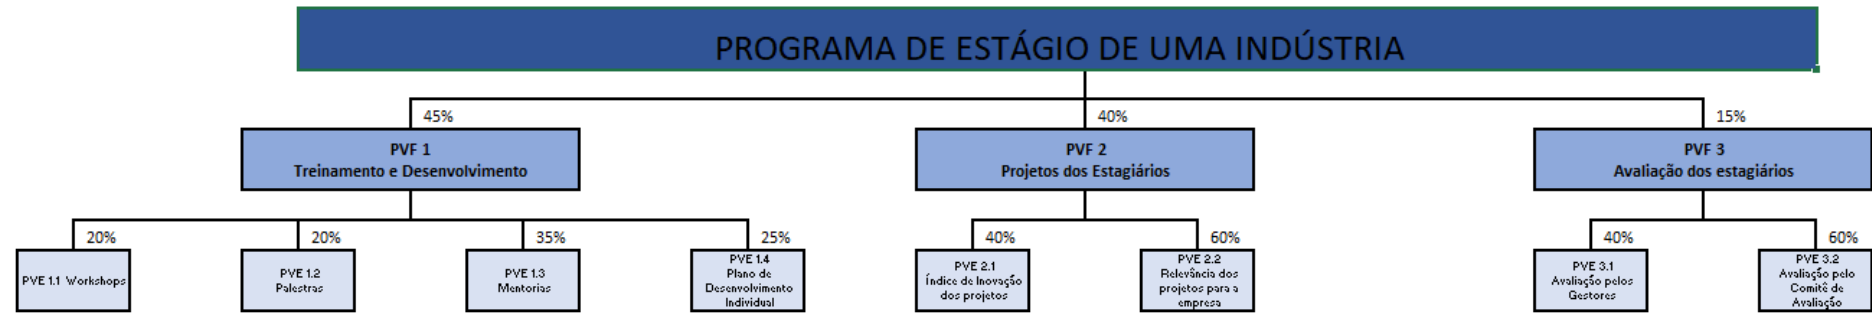 PROGRAMA DE ESTÁGIO DE UMA INDÚSTRIA
45%
40%
15%
PVF 1
Treinamento e Desenvolvimento
PVF 2
Projetos dos Estagiários
PVF 3
Avaliação dos estagiários
20%
20%
35%
25%
40%
60%
40%
60%
PVE 1.1 Workshops
PVE 1.2
Palestras
PVE 1.3
Mentorias
PVE 1.4
Plano de
Desenvolvimento
Individual
PVE 2.1
Índice de Inovação
dos projetos
PVE 2.2
Relevância dos
projetos para a
empresa
PVE 3.1
Avaliação pelos
Gestores
PVE 3.2
Avaliação pelo
Comitê de
Avaliação